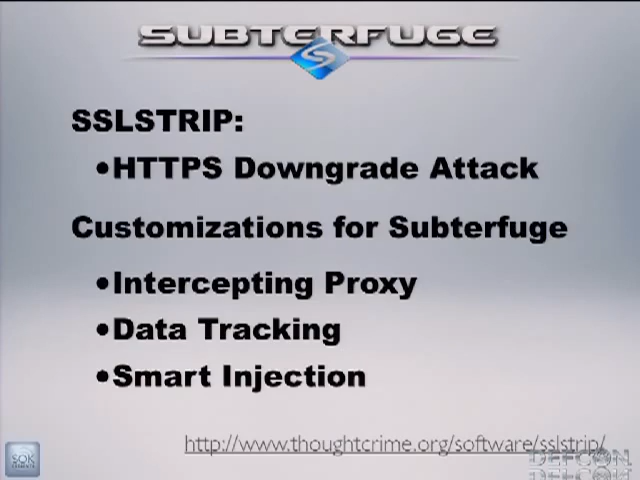 SUBTERFUGE
SSLSTRIP:
•HTTPS Downgrade Attack
Customizations for Subterfuge
•Intercepting Proxy
•Data Tracking
•Smart Injection
http://www.thoughtcrime.org/software/sslstrip/
SOK
DEFCON